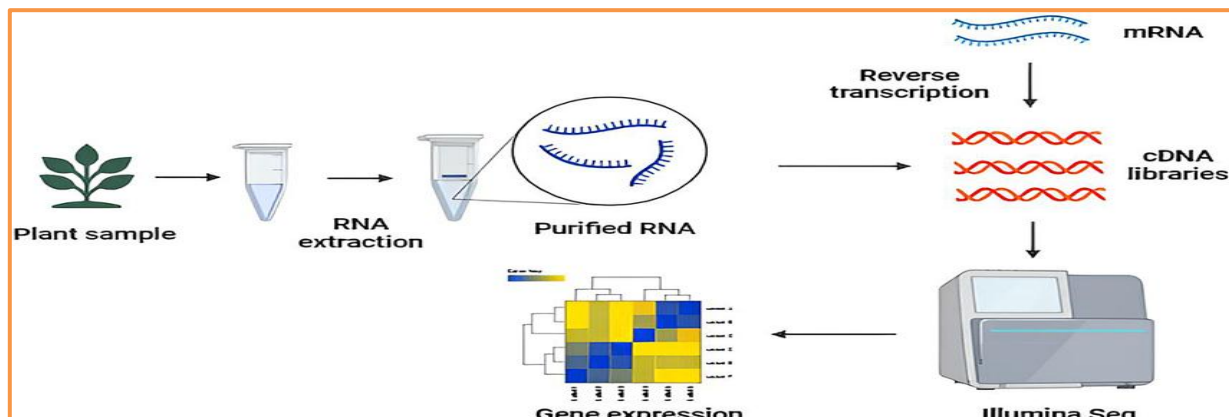 mRNA
Reverse
transcription
cDNA
libraries
Plant sample
RNA
extraction
Purified RNA
Gene expression
Illumina Seq